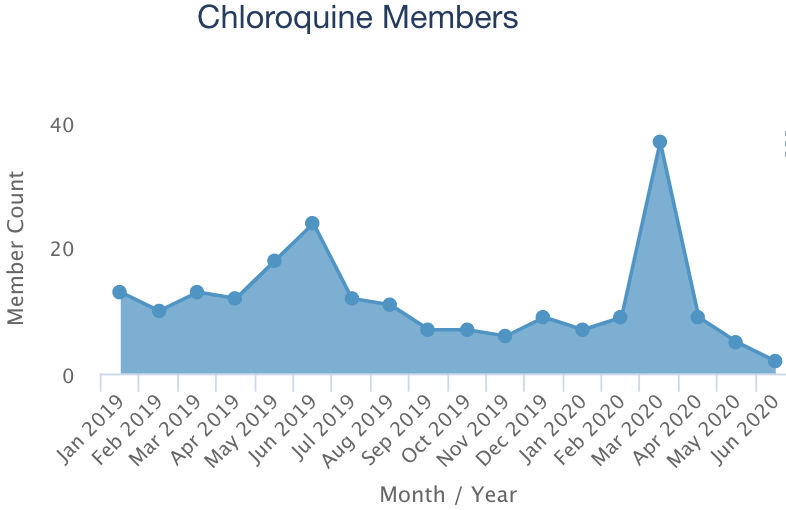 Chloroquine Members
40
20
0
Member Count
Jan 2019
Feb 2019
Mar 2019
Apr 2019
May 2019
Jun 2019
Jul 2019
Aug 2019
Sep 2019
Oct 2019
Nov 2019
Dec 2019
Jan 2020
Feb 2020
Mar 2020
Apr 2020
May 2020
Jun 2020
Month / Year